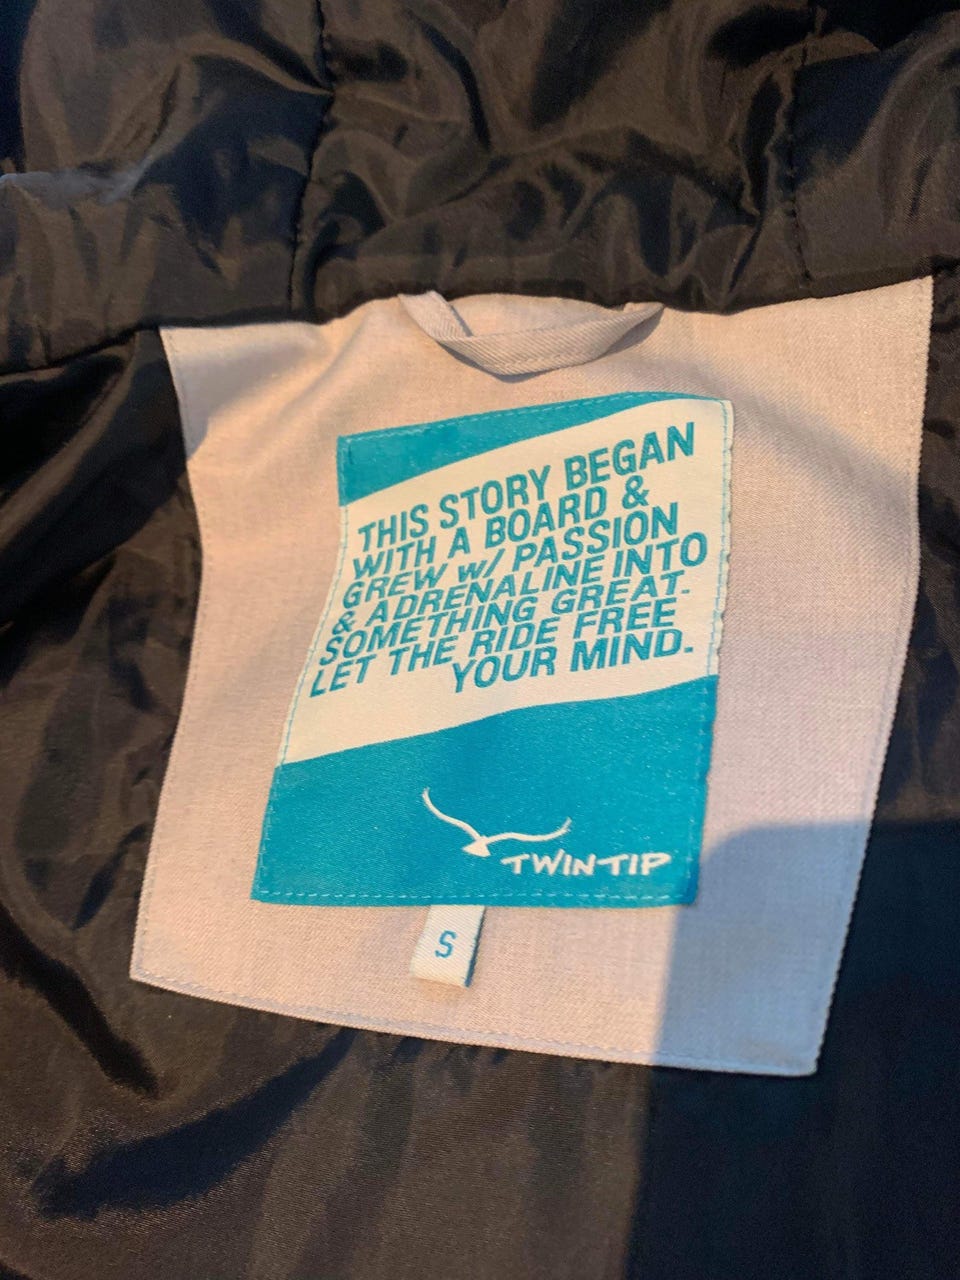 THIS STORY BEGAN
WITH A BOARD &
GREW W/ PASSION
& ADRENALINE INTO
SOMETHING GREAT-
LET THE RIDE FREE
YOUR MIND.
TWINTIP
S